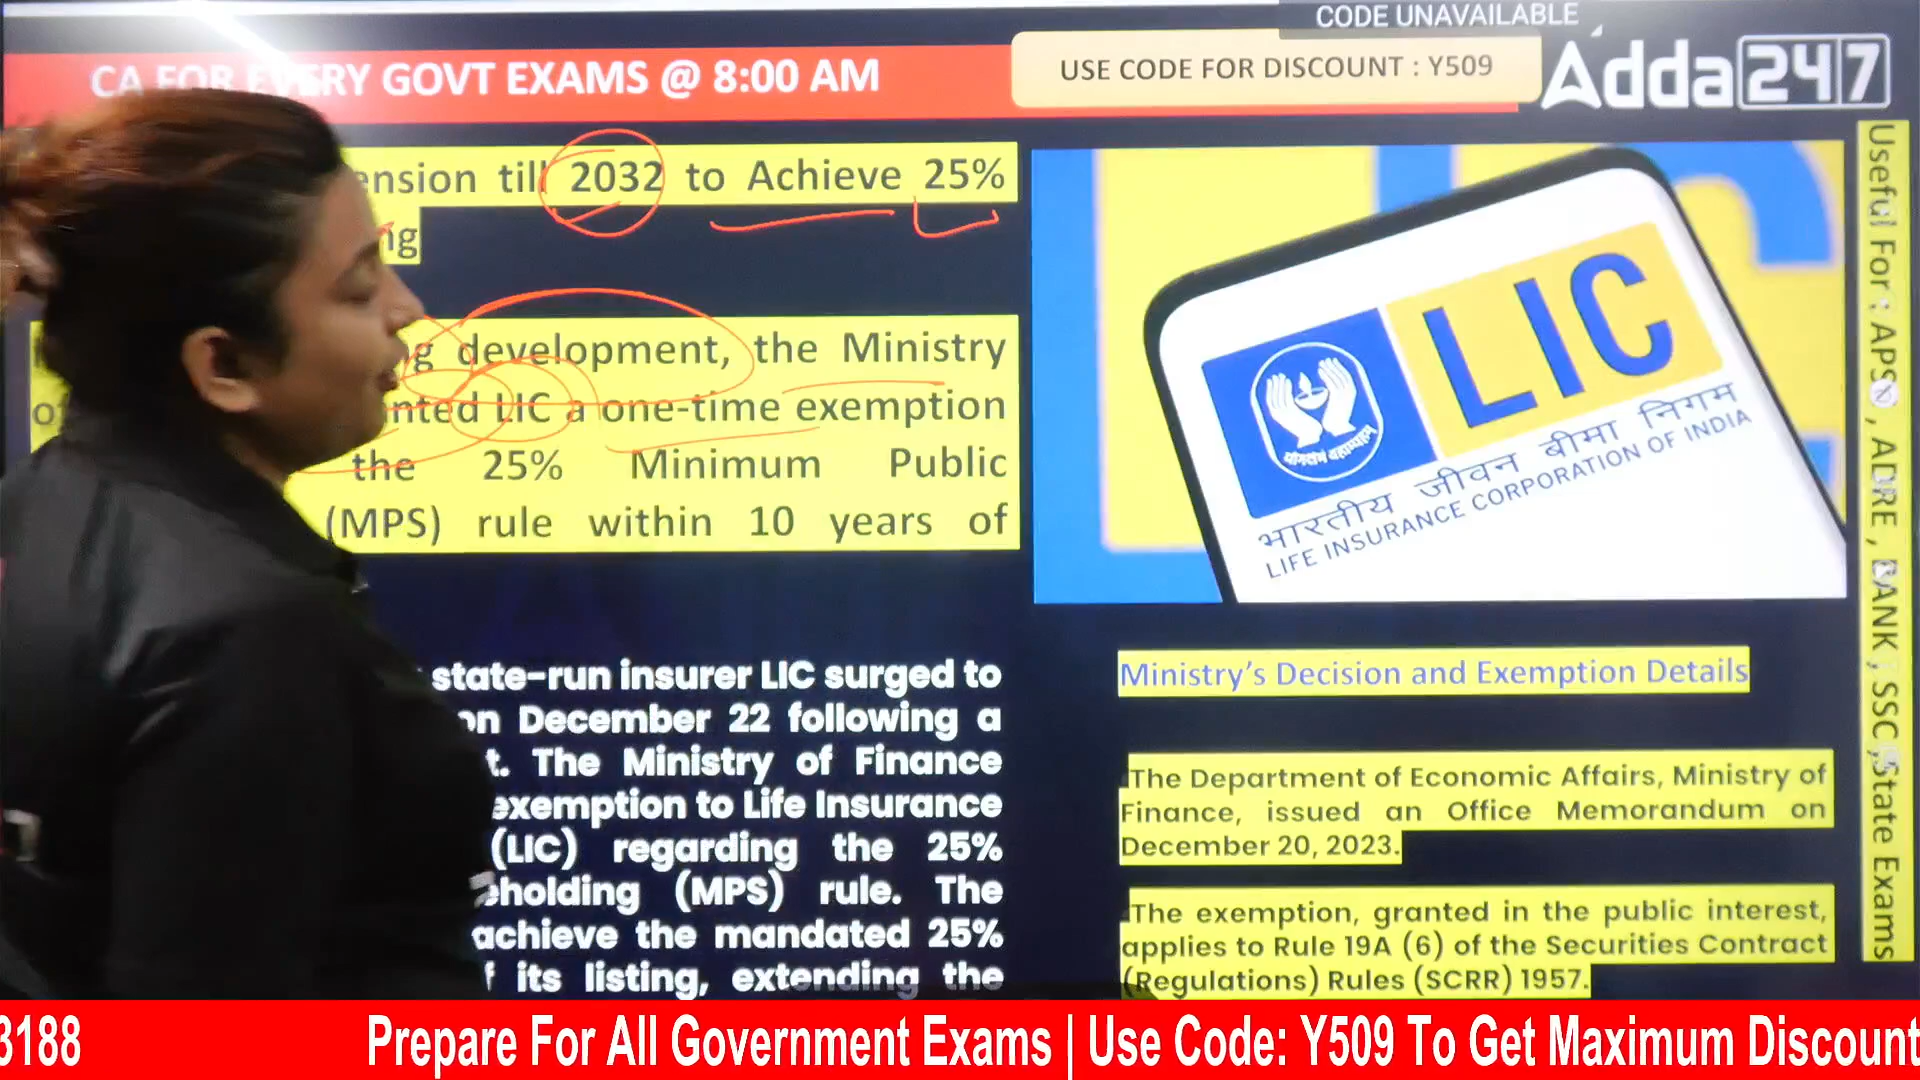 CODE UNAVAILABLE
CA FOR EVERY GOVT EXAMS @ 8:00 AM
USE CODE FOR DISCOUNT : Y509
Adda247
till 2032 to Achieve 25%
development, the Ministry
LIC a one-time exemption
the 25% Minimum Public
(MPS) rule within 10 years of
state-run insurer LIC surged to
on December 22 following a
The Ministry of Finance
exemption to Life Insurance
(LIC) regarding the 25%
(MPS) rule. The
achieve the mandated 25%
its listing, extending the
LIC
भारतीय जीवन बीमा निगम
LIFE INSURANCE CORPORATION OF INDIA
Ministry's Decision and Exemption Details
The Department of Economic Affairs, Ministry of
Finance, issued an Office Memorandum on
December 20, 2023.
The exemption, granted in the public interest,
applies to Rule 19A (6) of the Securities Contract
(Regulations) Rules (SCRR) 1957.
Useful For : APS , ADRE , BANK , SSC ,State Exams
3188 Prepare For All Government Exams | Use Code: Y509 To Get Maximum Discount